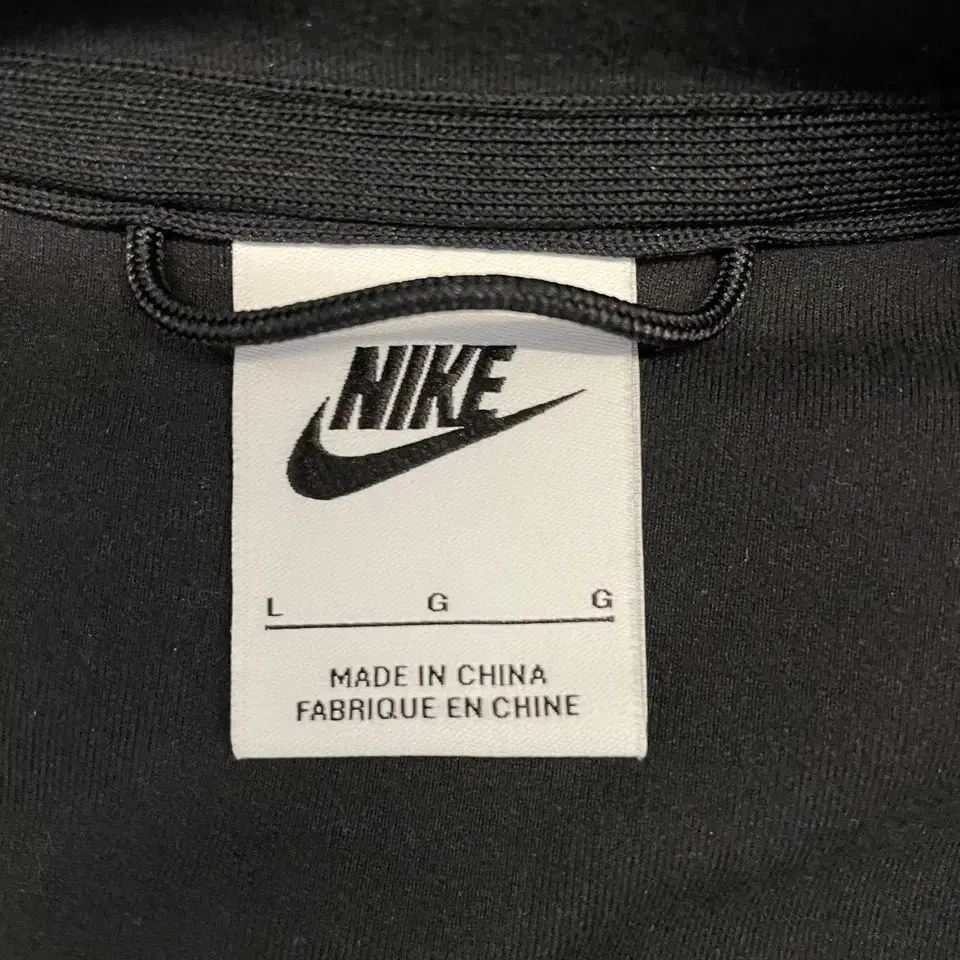 NIKE
L G G
MADE IN CHINA
FABRIQUE EN CHINE